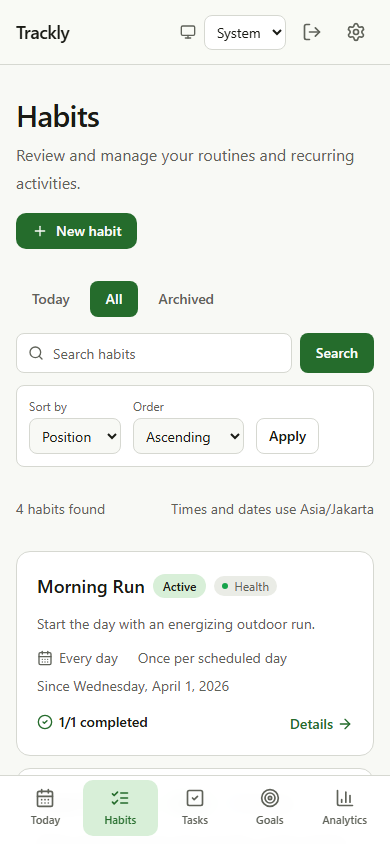 Trackly
System
Habits
Review and manage your routines and recurring
activities.
New habit
Today
All
Archived
Search habits
Search
Sort by
Order
Position
Ascending
Apply
4 habits found
Times and dates use Asia/Jakarta
Morning Run
Active
Health
Start the day with an energizing outdoor run.
Every day
Once per scheduled day
Since Wednesday, April 1, 2026
1/1 completed
Details
Today
Habits
Tasks
Goals
Analytics